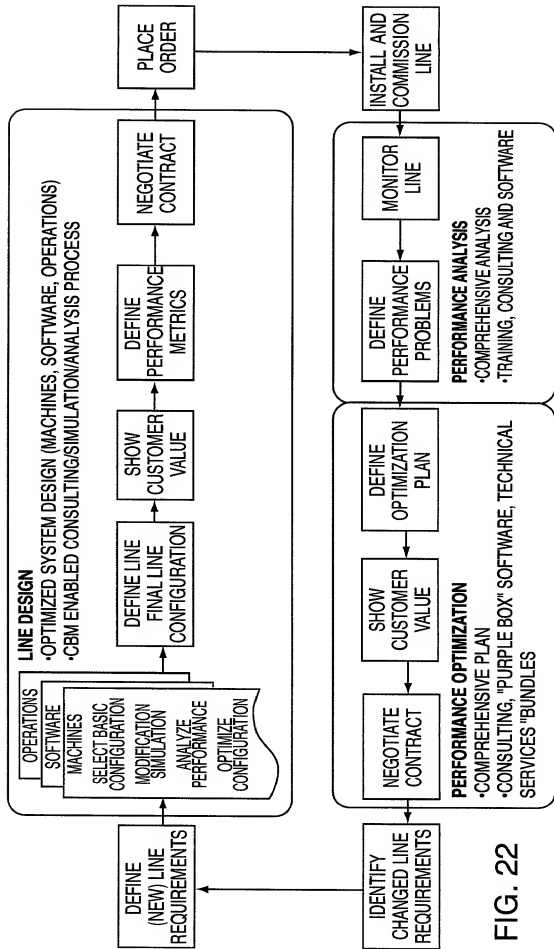 LINE DESIGN
•OPTIMIZED SYSTEM DESIGN (MACHINES, SOFTWARE, OPERATIONS)
•CBM ENABLED CONSULTING/SIMULATION/ANALYSIS PROCESS
DEFINE
(NEW) LINE
REQUIREMENTS
OPERATIONS
SOFTWARE
MACHINES
SELECT BASIC
CONFIGURATION
MODIFICATION
SIMULATION
ANALYZE
PERFORMANCE
OPTIMIZE
CONFIGURATION
DEFINE LINE
FINAL LINE
CONFIGURATION
SHOW
CUSTOMER
VALUE
DEFINE
PERFORMANCE
METRICS
NEGOTIATE
CONTRACT
PLACE
ORDER
INSTALL AND
COMMISSION
LINE
MONITOR
LINE
DEFINE
PERFORMANCE
PROBLEMS
PERFORMANCE ANALYSIS
•COMPREHENSIVE ANALYSIS
•TRAINING, CONSULTING AND SOFTWARE
DEFINE
OPTIMIZATION
PLAN
SHOW
CUSTOMER
VALUE
NEGOTIATE
CONTRACT
PERFORMANCE OPTIMIZATION
•COMPREHENSIVE PLAN
•CONSULTING, "PURPLE BOX" SOFTWARE, TECHNICAL
SERVICES "BUNDLES
IDENTIFY
CHANGED LINE
REQUIREMENTS
FIG. 22